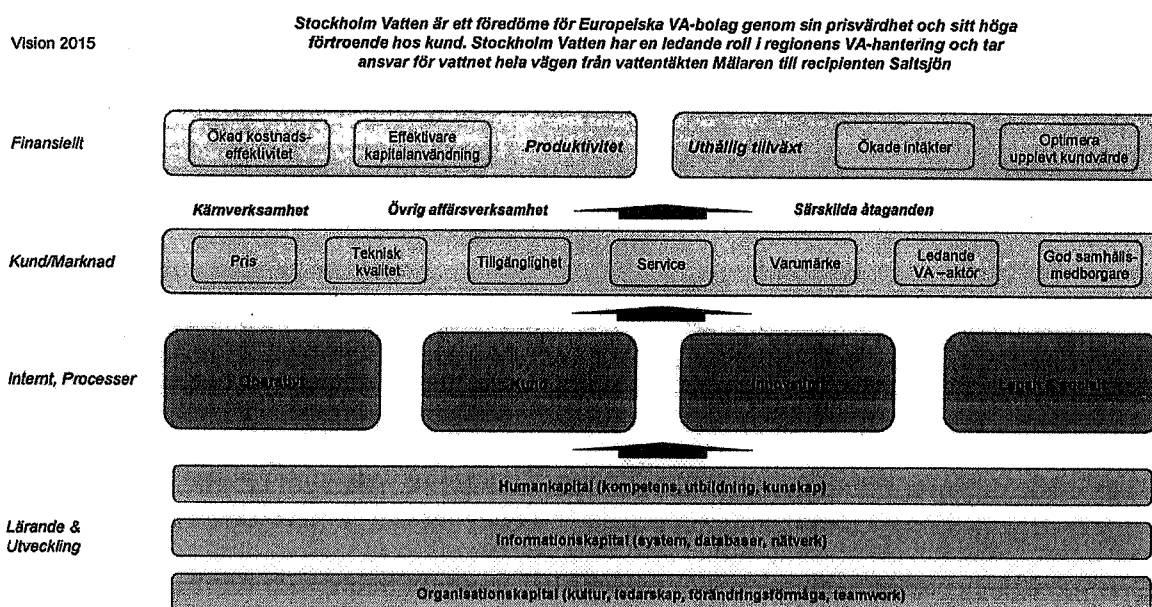 Vision 2015
Stockholm Vatten är ett föredöme för Europeiska VA-bolag genom sin prisvärdhet och sitt höga
förtroende hos kund. Stockholm Vatten har en ledande roll i regionens VA-hantering och tar
ansvar för vattnet hela vägen från vattentäkten Mälaren till recipienten Saltsjön
Finansiellt
Ökad kostnads-
effektivitet
Effektivare
kapitalanvändning
Produktivitet
Uthållig tillväxt
Ökade intäkter
Optimera
upplevt kundvärde
Kärnverksamhet
Övrig affärsverksamhet
Särskilda åtaganden
Kund/Marknad
Pris
Teknisk
kvalitet
Tillgänglighet
Service
Varumärke
Ledande
VA –aktör
God samhälls-
medborgare
Internt, Processer
Operativt
Kund
Innovation
Lärande &
Utveckling
Humankapital (kompetens, utbildning, kunskap)
Informationskapital (system, databaser, nätverk)
Organisationskapital (kultur, ledarskap, förändringsförmåga, teamwork)